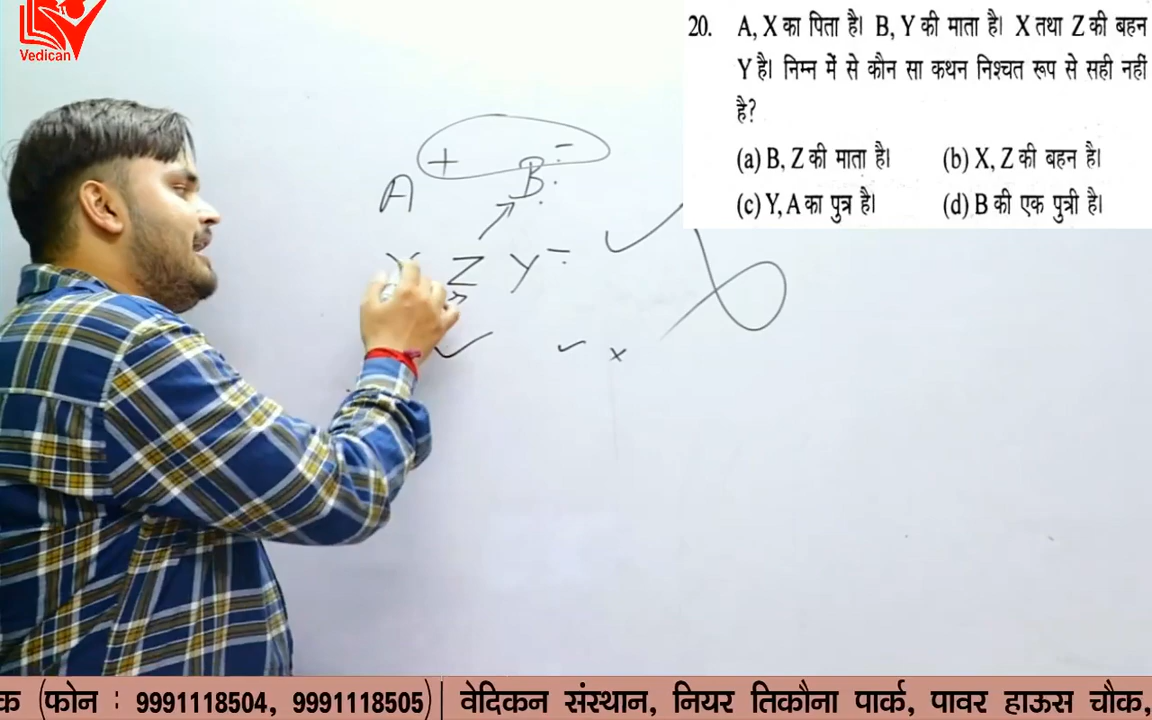 Vedican
20. A, X का पिता है। B, Y की माता है। X तथा Z की बहन
Y है। निम्न में से कौन सा कथन निश्चत रूप से सही नहीं
है?
(a) B, Z की माता है। (b) X, Z की बहन है।
(c) Y, A का पुत्र है। (d) B की एक पुत्री है।
+ -
A B
Z Y -
क (फोन : 9991118504, 9991118505) | वेदिकन संस्थान, नियर तिकौना पार्क, पावर हाऊस चौक,